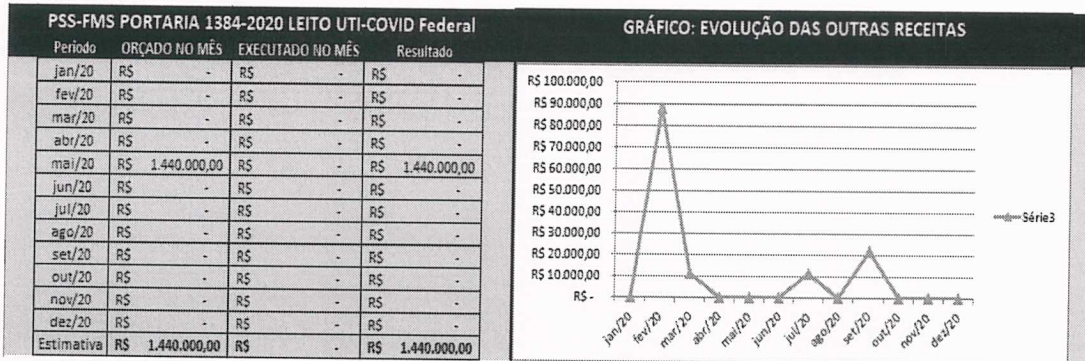 PSS-FMS PORTARIA 1384-2020 LEITO UTI-COVID Federal
Periodo ORÇADO NO MÊS EXECUTADO NO MÊS Resultado
jan/20 R$ - R$ - R$ -
fev/20 R$ - R$ - R$ -
mar/20 R$ - R$ - R$ -
abr/20 R$ - R$ - R$ -
mai/20 R$ 1.440.000,00 R$ - R$ 1.440.000,00
jun/20 R$ - R$ - R$ -
jul/20 R$ - R$ - R$ -
ago/20 R$ - R$ - R$ -
set/20 R$ - R$ - R$ -
out/20 R$ - R$ - R$ -
nov/20 R$ - R$ - R$ -
dez/20 R$ - R$ - R$ -
Estimativa R$ 1.440.000,00 R$ - R$ 1.440.000,00
GRÁFICO: EVOLUÇÃO DAS OUTRAS RECEITAS
R$ 100.000,00
R$ 90.000,00
R$ 80.000,00
R$ 70.000,00
R$ 60.000,00
R$ 50.000,00
R$ 40.000,00
R$ 30.000,00
R$ 20.000,00
R$ 10.000,00
R$ -
Série3
jan/20 fev/20 mar/20 abr/20 mai/20 jun/20 jul/20 ago/20 set/20 out/20 nov/20 dez/20